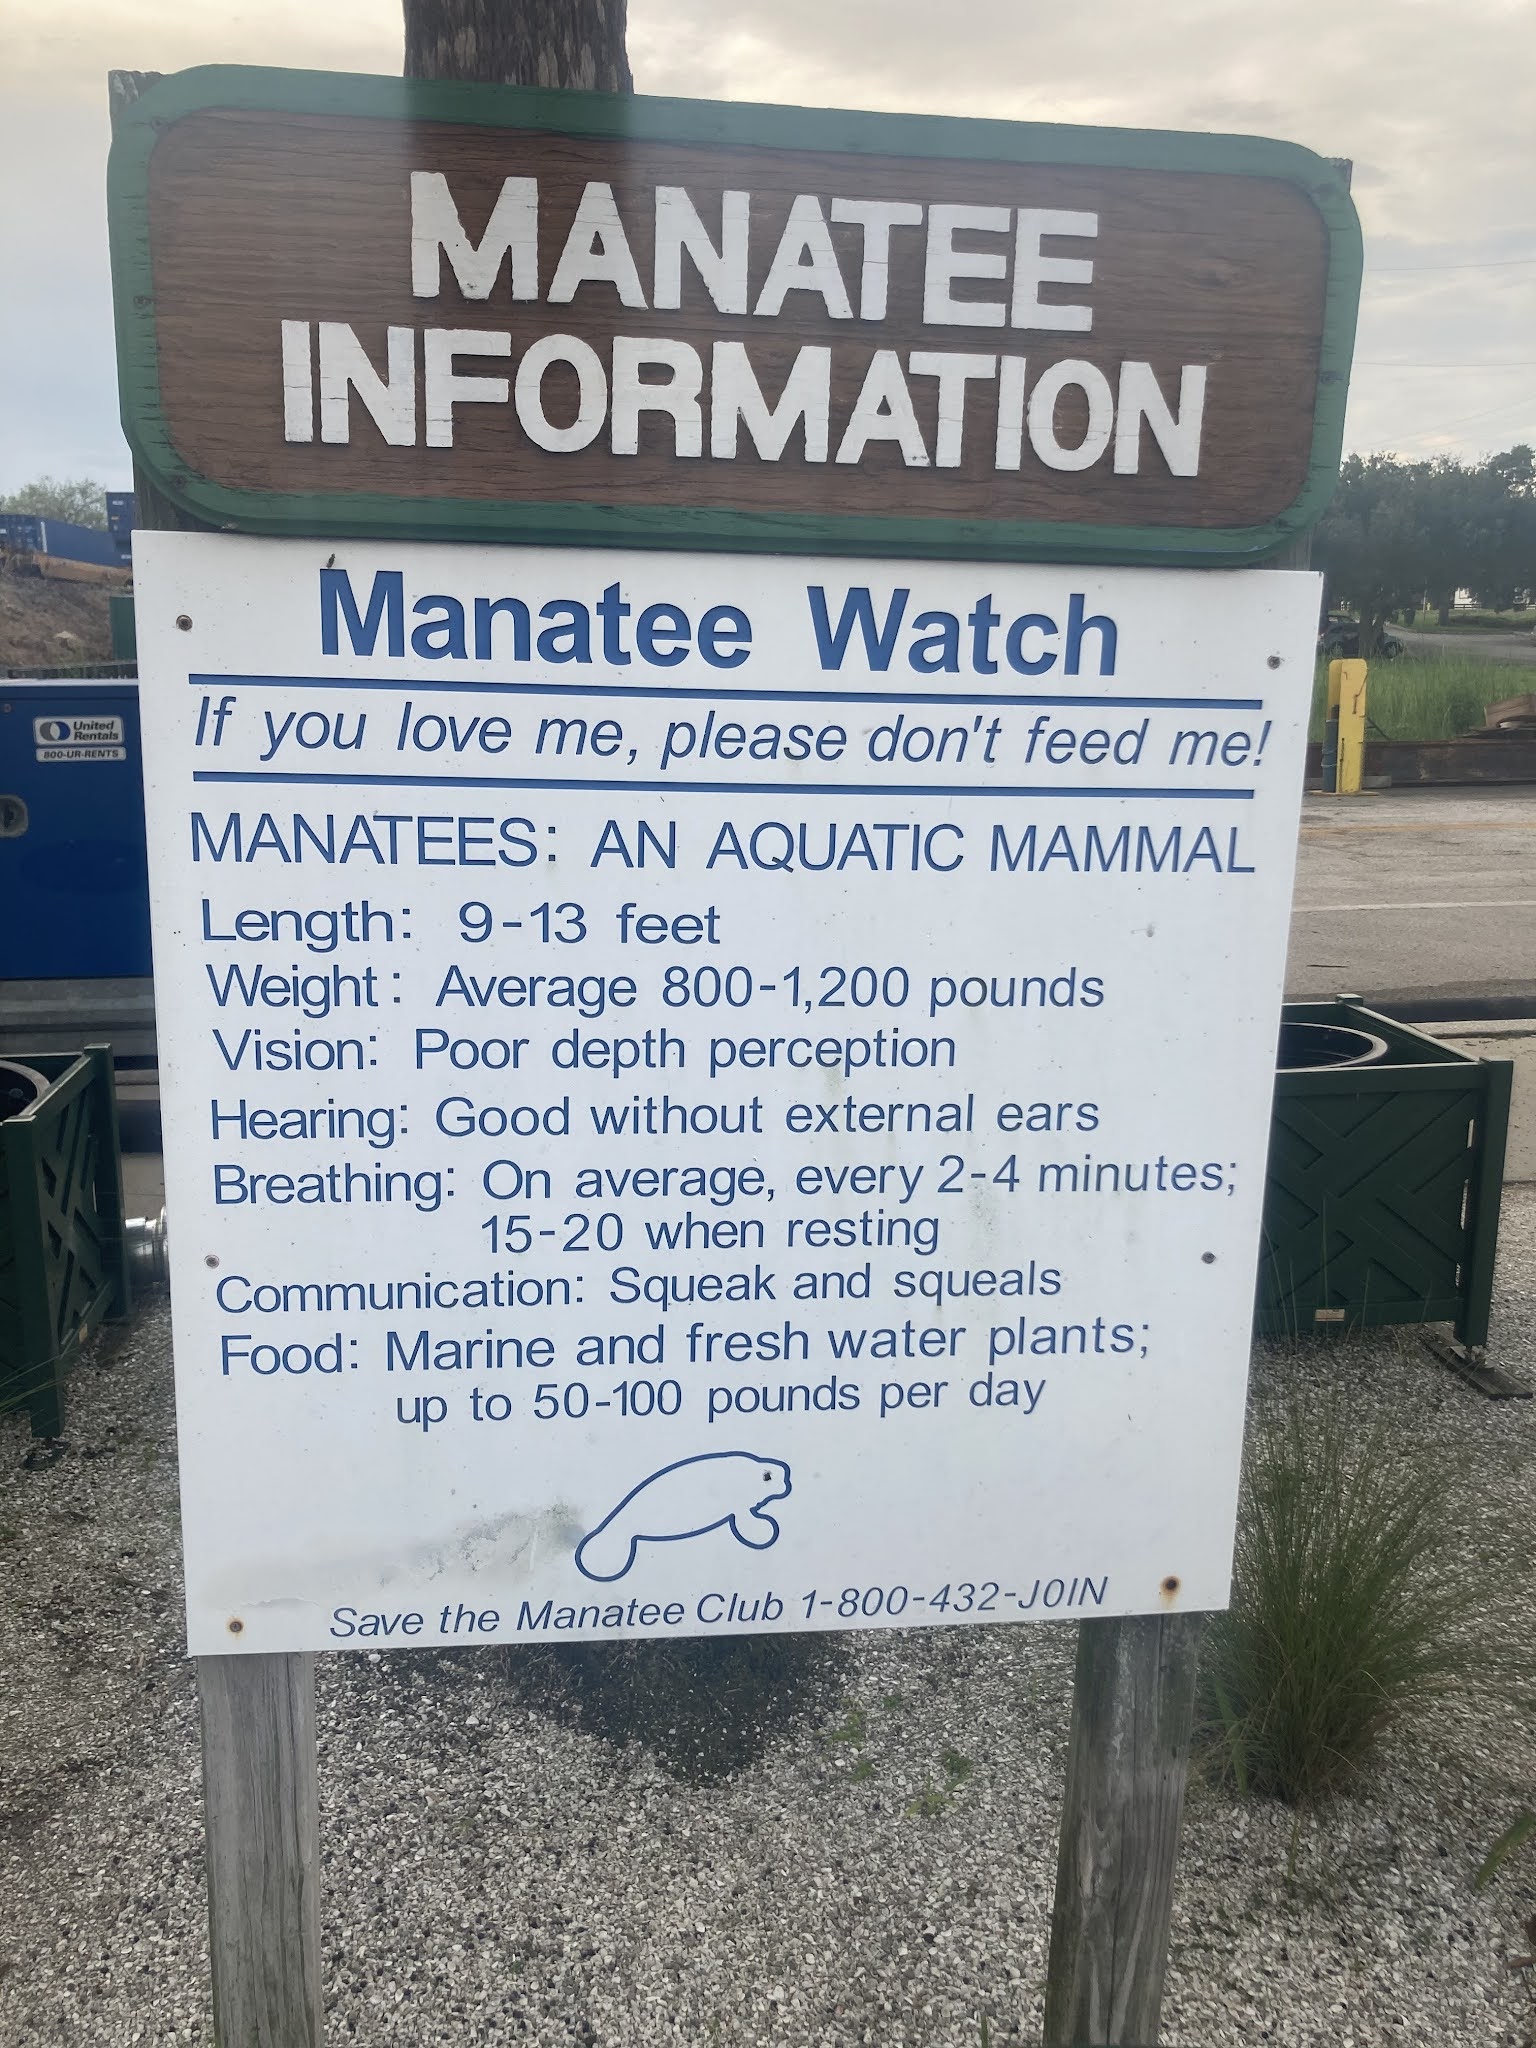 MANATEE
INFORMATION
Manatee Watch
If you love me, please don't feed me!
MANATEES: AN AQUATIC MAMMAL
Length: 9-13 feet
Weight: Average 800-1,200 pounds
Vision: Poor depth perception
Hearing: Good without external ears
Breathing: On average, every 2-4 minutes;
15-20 when resting
Communication: Squeak and squeals
Food: Marine and fresh water plants;
up to 50-100 pounds per day
Save the Manatee Club 1-800-432-JOIN
United
Rentals
800-UR-RENTS